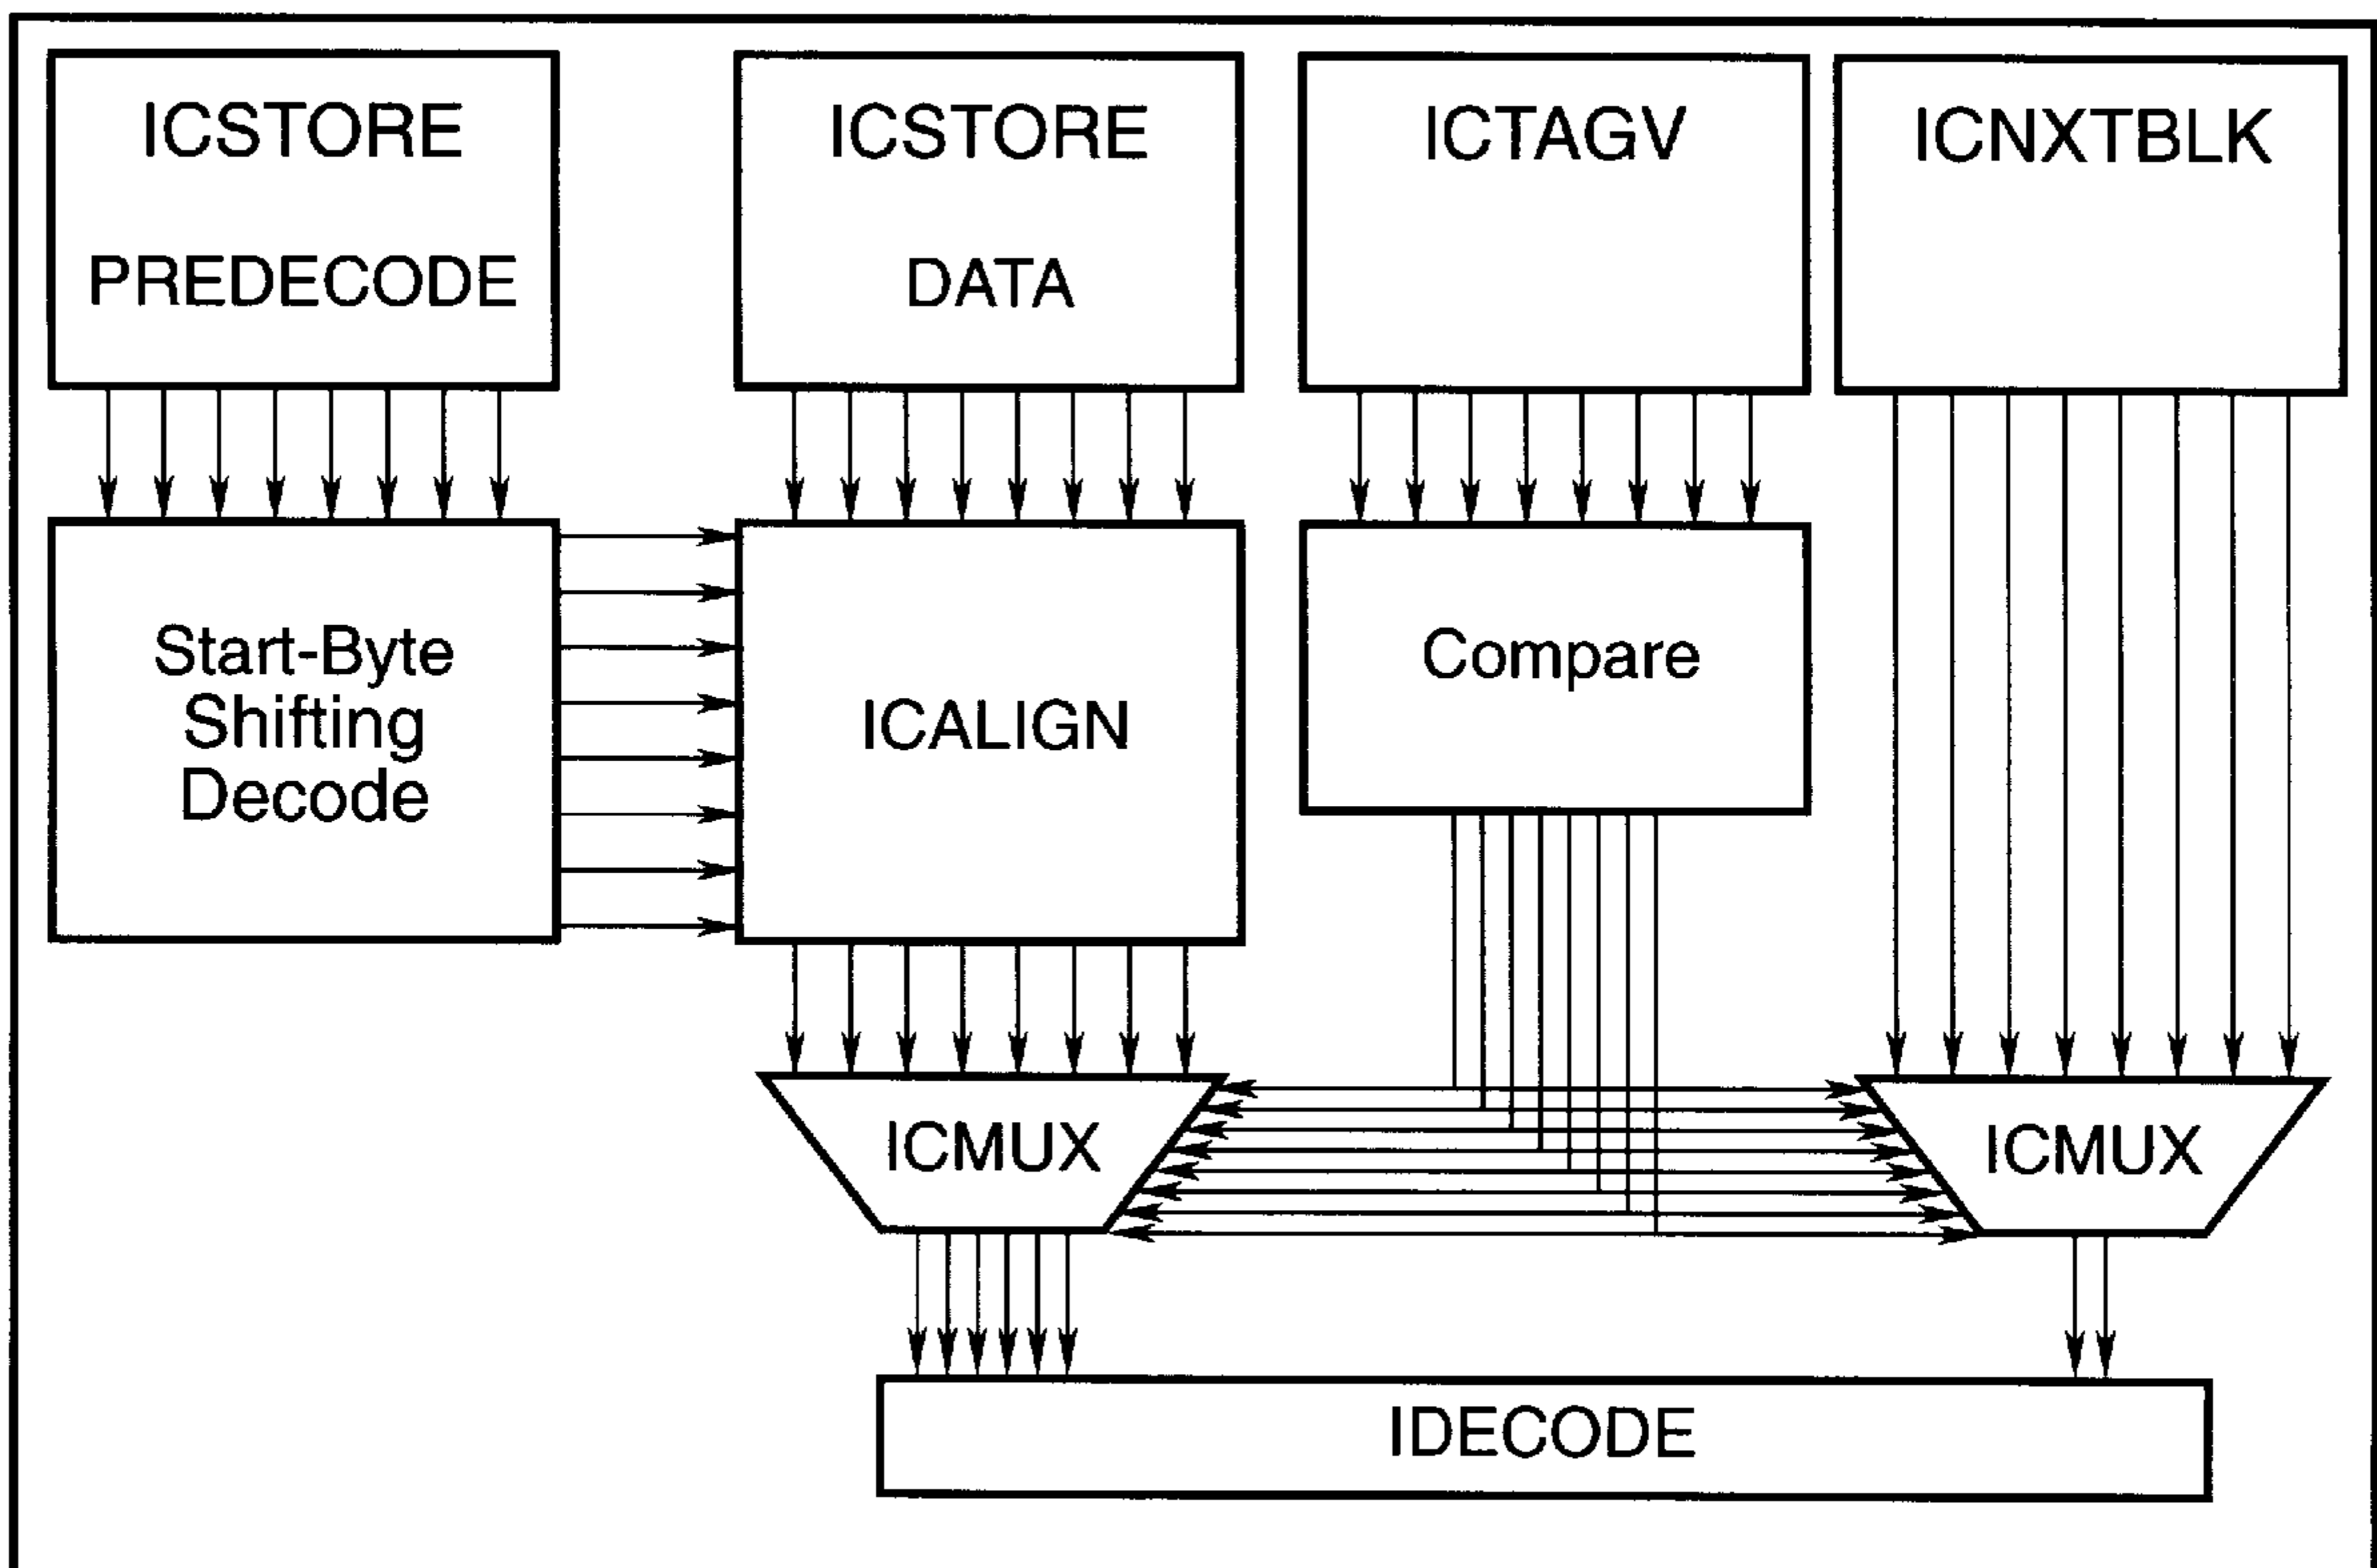 ICSTORE
PREDECODE
ICSTORE
DATA
ICTAGV
ICNXTBLK
Start-Byte
Shifting
Decode
ICALIGN
Compare
ICMUX
ICMUX
IDECODE